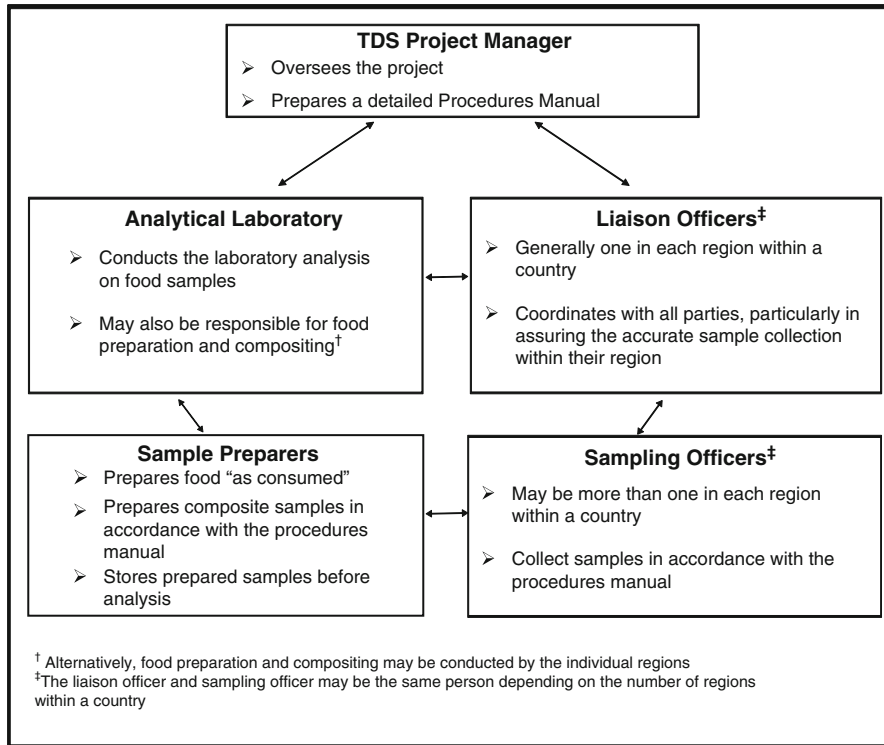 TDS Project Manager
➢ Oversees the project
➢ Prepares a detailed Procedures Manual
Analytical Laboratory
➢ Conducts the laboratory analysis
on food samples
➢ May also be responsible for food
preparation and compositing†
Liaison Officers‡
➢ Generally one in each region within a
country
➢ Coordinates with all parties, particularly in
assuring the accurate sample collection
within their region
Sample Preparers
➢ Prepares food “as consumed”
➢ Prepares composite samples in
accordance with the procedures
manual
➢ Stores prepared samples before
analysis
Sampling Officers‡
➢ May be more than one in each region
within a country
➢ Collect samples in accordance with the
procedures manual
† Alternatively, food preparation and compositing may be conducted by the individual regions
‡The liaison officer and sampling officer may be the same person depending on the number of regions
within a country